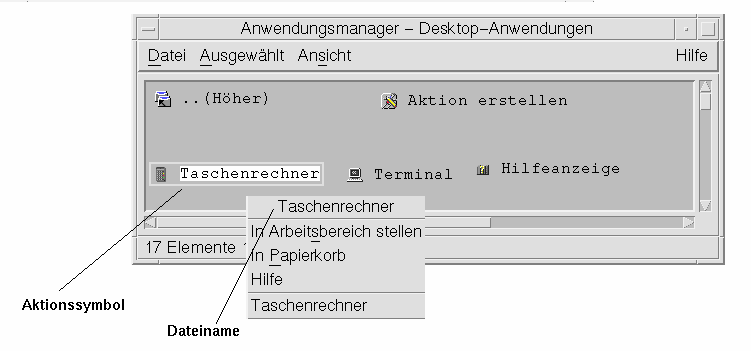 Anwendungsmanager - Desktop-Anwendungen
Datei Ausgewählt Ansicht Hilfe
..(Höher) Aktion erstellen
Taschenrechner Terminal Hilfeanzeige
Taschenrechner
In Arbeitsbereich stellen
17 Elemente
In Papierkorb
Hilfe
Taschenrechner
Aktionssymbol
Dateiname